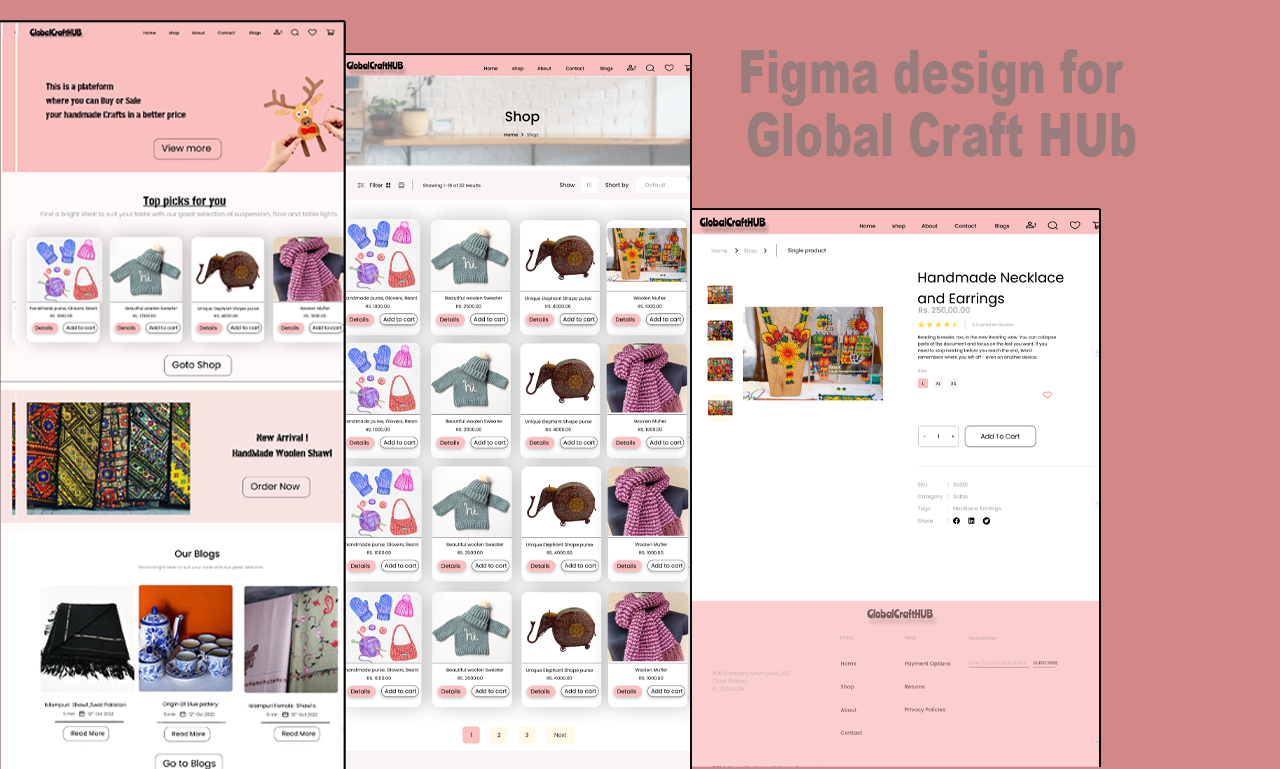 Figma design for
Global Craft HUb
GlobalCraftHUB
Home shop About Contact Blogs
This is a plateform
where you can Buy or Sale
your handmade Crafts in a better price
View more
Top picks for you
Find a bright ideal to suit your taste with our great selection of suspension, floor and table lights.
handmade purse, Glovers, Beani
RS. 1000.00
Details Add to cart
Beautiful woolen Sweater
RS. 2500.00
Details Add to cart
Unique Elephant Shape purse
RS. 4000.00
Details Add to cart
Woolen Mufler
RS. 1000.00
Details Add to cart
Goto Shop
New Arrival !
HandMade Woolen Shawl
Order Now
Our Blogs
Find a bright ideal to suit your taste with our great selection
Islampuri Shawl,Swat Pakistan
5 min 12th Oct 2022
Read More
Origin Of Blue pottery
5 min 12th Oct 2022
Read More
Islampuri Female Shawls
5 min 12th Oct 2022
Read More
Go to Blogs
GlobalCraftHUB
Home shop About Contact Blogs
Shop
Home > Shop
Filter
Showing 1–16 of 32 results
Show 16 Short by Default
handmade purse, Glovers, Beani
RS. 1000.00
Details Add to cart
Beautiful woolen Sweater
RS. 2500.00
Details Add to cart
Unique Elephant Shape purse
RS. 4000.00
Details Add to cart
Woolen Mufler
RS. 1000.00
Details Add to cart
handmade purse, Glovers, Beani
RS. 1000.00
Details Add to cart
Beautiful woolen Sweater
RS. 2500.00
Details Add to cart
Unique Elephant Shape purse
RS. 4000.00
Details Add to cart
Woolen Mufler
RS. 1000.00
Details Add to cart
handmade purse, Glovers, Beani
RS. 1000.00
Details Add to cart
Beautiful woolen Sweater
RS. 2500.00
Details Add to cart
Unique Elephant Shape purse
RS. 4000.00
Details Add to cart
Woolen Mufler
RS. 1000.00
Details Add to cart
handmade purse, Glovers, Beani
RS. 1000.00
Details Add to cart
Beautiful woolen Sweater
RS. 2500.00
Details Add to cart
Unique Elephant Shape purse
RS. 4000.00
Details Add to cart
Woolen Mufler
RS. 1000.00
Details Add to cart
1 2 3 Next
GlobalCraftHUB
Home shop About Contact Blogs
Home > Shop > Single product
Handmade Necklace
and Earrings
Rs. 250,00.00
5 Customer Review
Reading is easier, too, in the new Reading view. You can collapse
parts of the document and focus on the text you want. If you
need to stop reading before you reach the end, Word
remembers where you left off - even on another device.
Size
L XL XS
- 1 + Add To Cart
SKU : SS001
Category : Sofas
Tags : Necklace, Earrings
Share :
GlobalCraftHUB
Links Help Newsletter
400 University Drive Suite 200
Coral Gables,
FL 33134 USA
Home Payment Options SUBSCRIBE
Shop Returns
About Privacy Policies
Contact